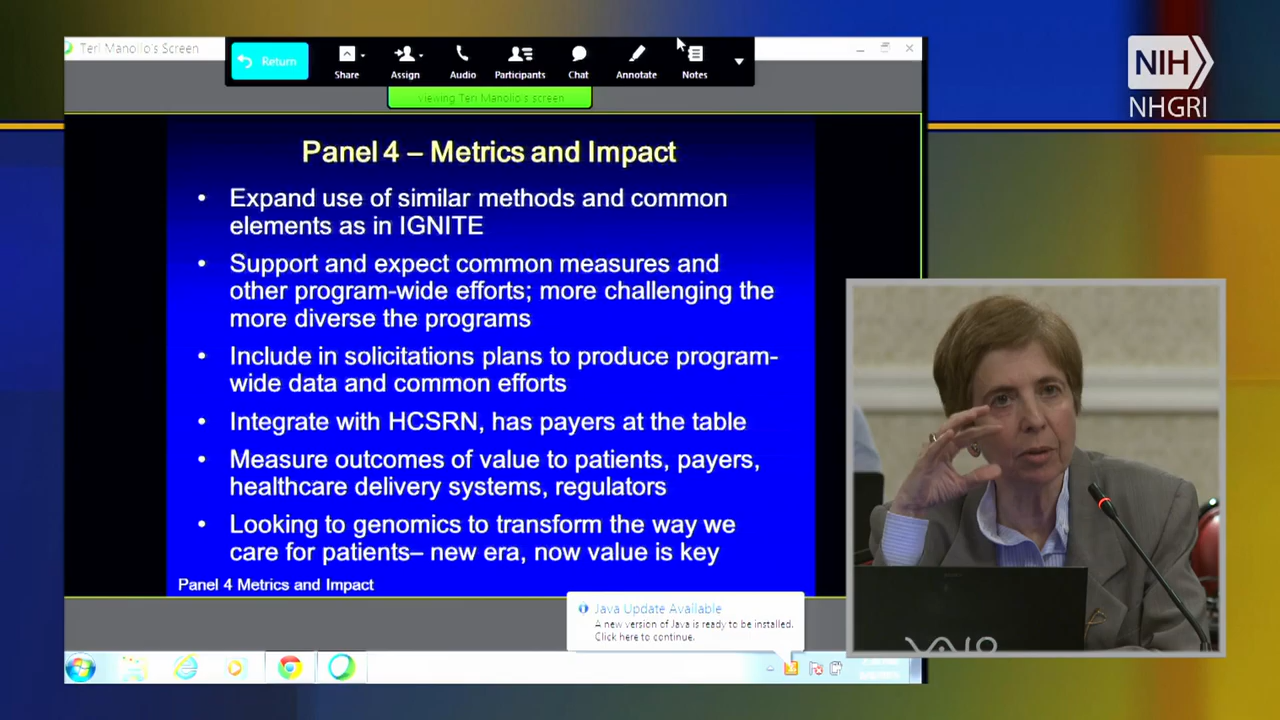 Teri Manolio's Screen
Return
Share
Assign
Audio
Participants
Chat
Annotate
Notes
Viewing Teri Manolio's screen
NIH
NHGRI
Panel 4 – Metrics and Impact
• Expand use of similar methods and common
elements as in IGNITE
• Support and expect common measures and
other program-wide efforts; more challenging the
more diverse the programs
• Include in solicitations plans to produce program-
wide data and common efforts
• Integrate with HCSRN, has payers at the table
• Measure outcomes of value to patients, payers,
healthcare delivery systems, regulators
• Looking to genomics to transform the way we
care for patients– new era, now value is key
Panel 4 Metrics and Impact
Java Update Available
A new version of Java is ready to be installed.
Click here to continue.
VAIO